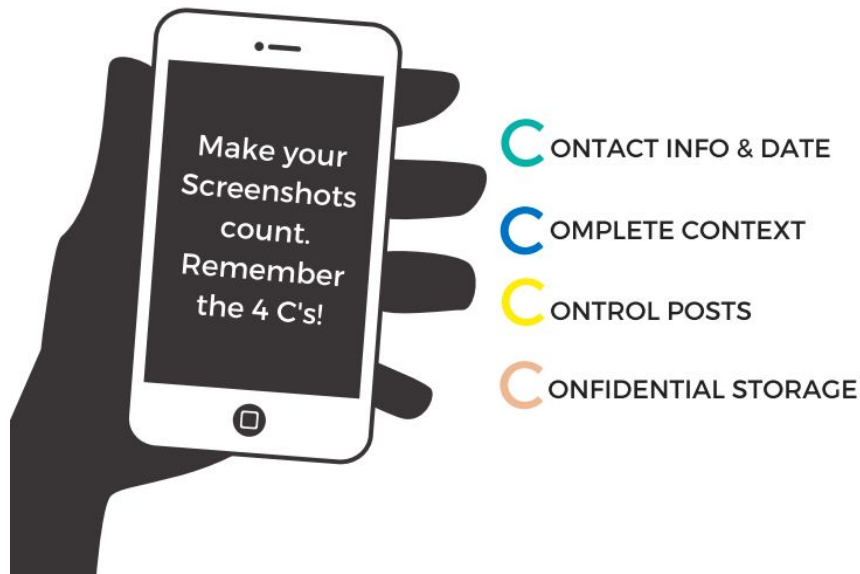 Make your
Screenshots
count.
Remember
the 4 C's!
CONTACT INFO & DATE
COMPLETE CONTEXT
CONTROL POSTS
CONFIDENTIAL STORAGE